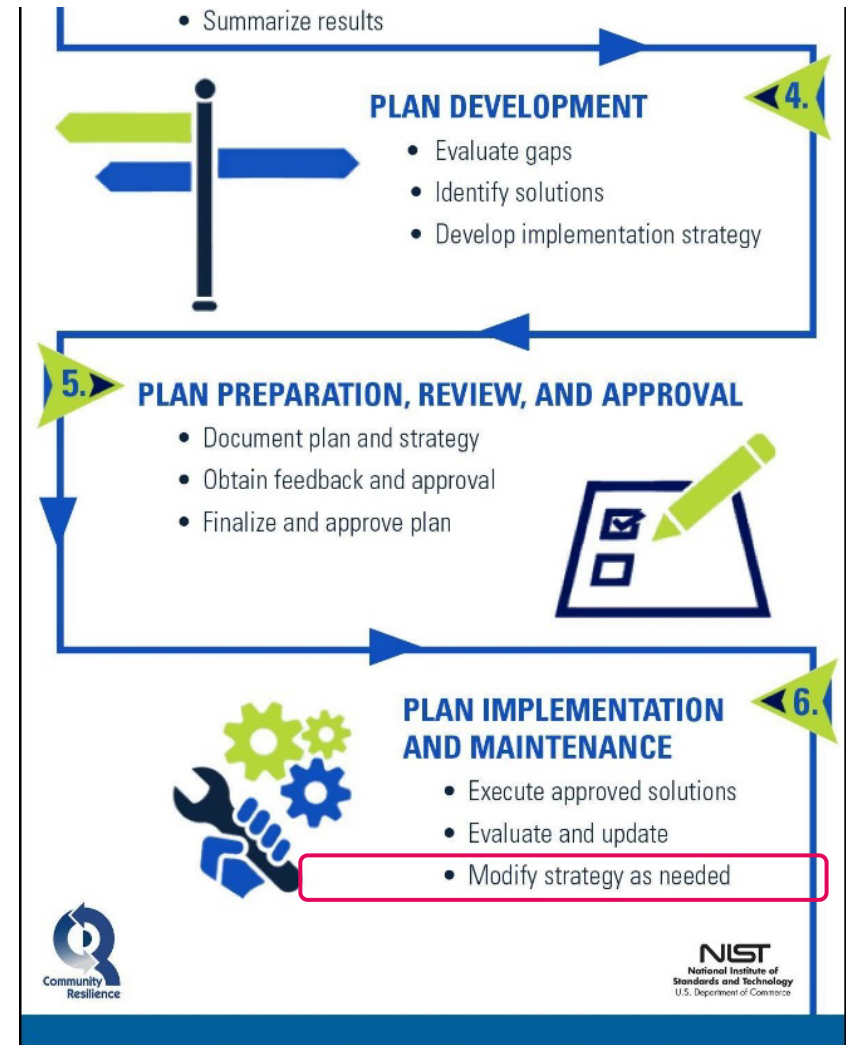 • Summarize results
4.
PLAN DEVELOPMENT
• Evaluate gaps
• Identify solutions
• Develop implementation strategy
5.
PLAN PREPARATION, REVIEW, AND APPROVAL
• Document plan and strategy
• Obtain feedback and approval
• Finalize and approve plan
6.
PLAN IMPLEMENTATION
AND MAINTENANCE
• Execute approved solutions
• Evaluate and update
• Modify strategy as needed
Community
Resilience
NIST
National Institute of
Standards and Technology
U.S. Department of Commerce